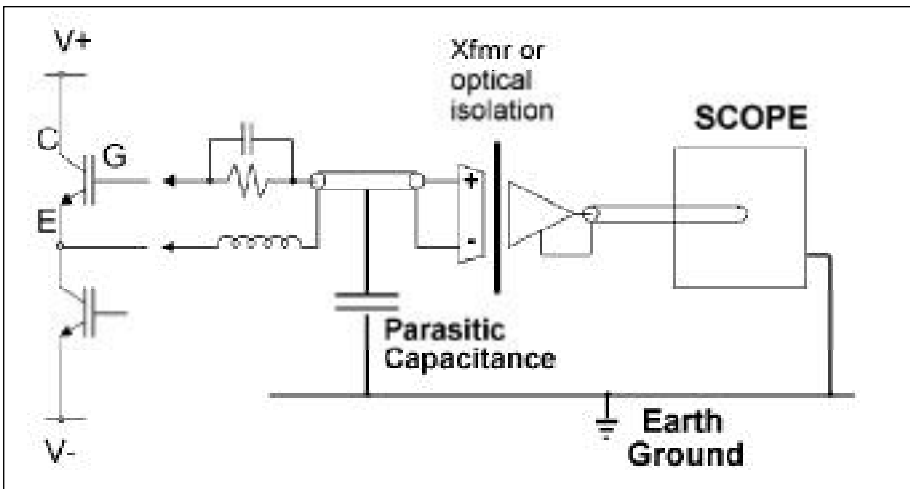 V+
C
G
E
V-
Xfmr or
optical
isolation
+
-
SCOPE
Parasitic
Capacitance
Earth
Ground